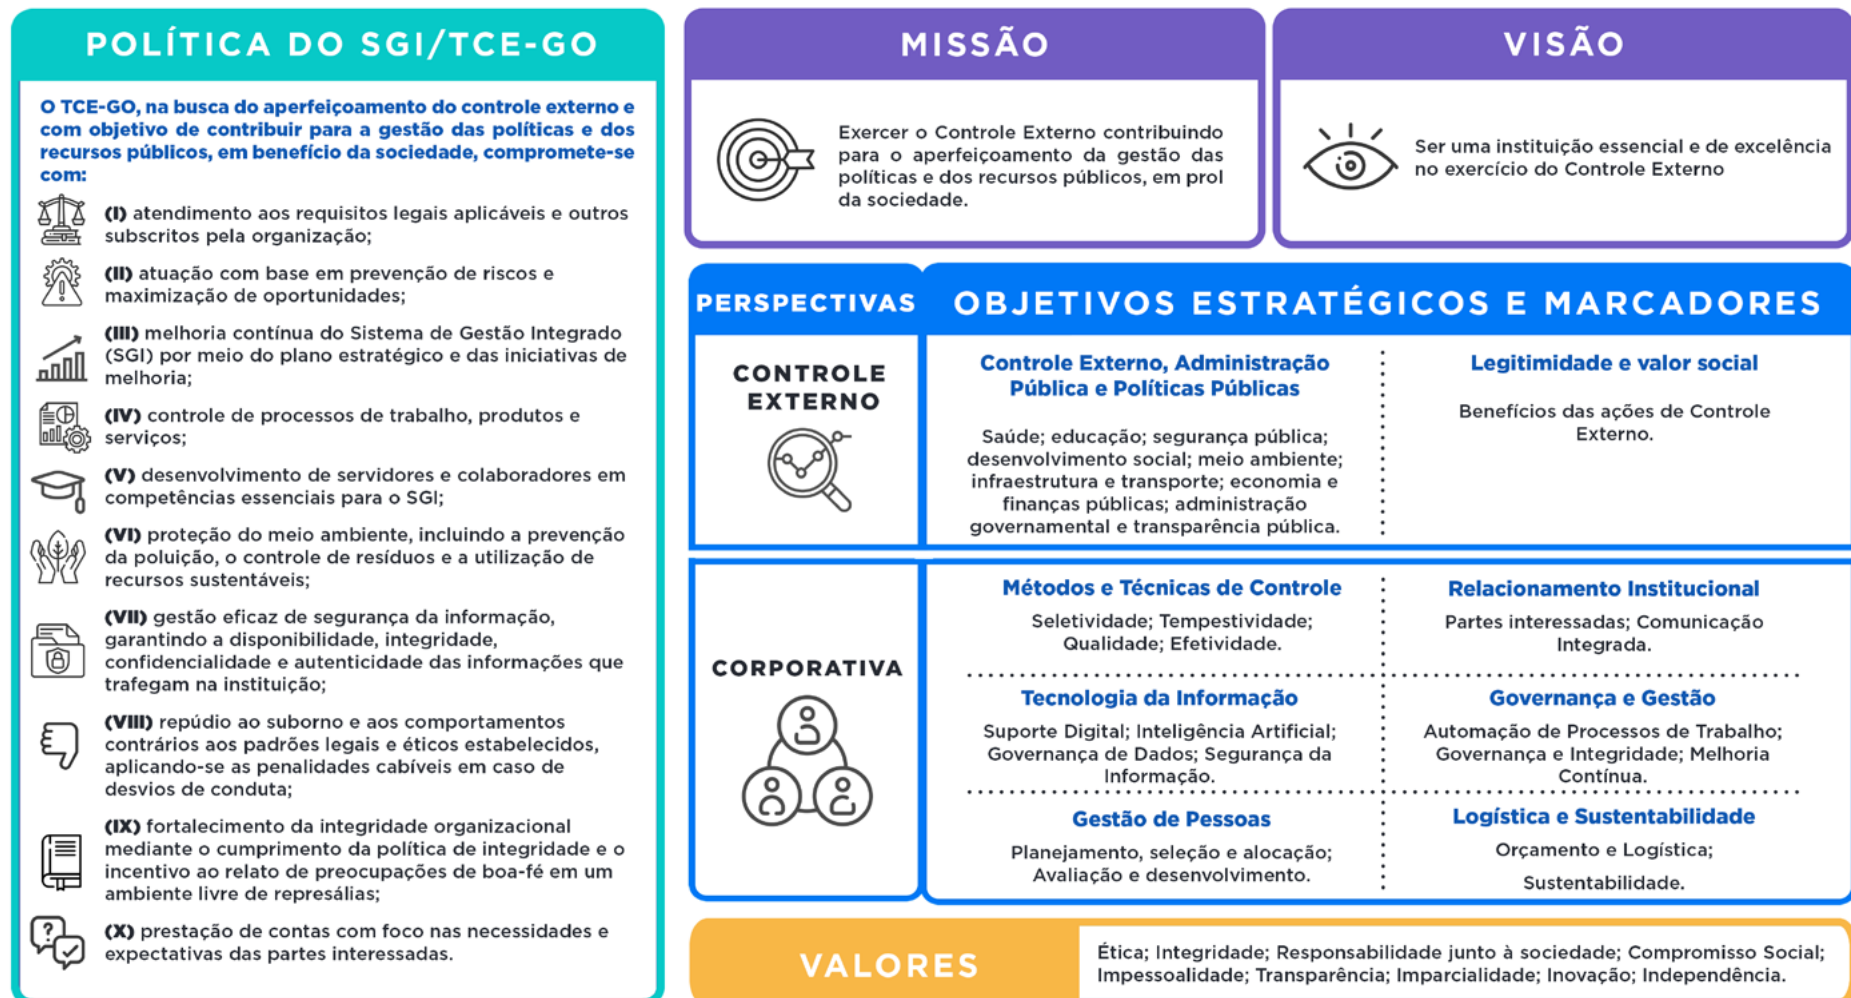 POLÍTICA DO SGI/TCE-GO
O TCE-GO, na busca do aperfeiçoamento do controle externo e
com objetivo de contribuir para a gestão das políticas e dos
recursos públicos, em benefício da sociedade, compromete-se
com:
(I) atendimento aos requisitos legais aplicáveis e outros
subscritos pela organização;
(II) atuação com base em prevenção de riscos e
maximização de oportunidades;
(III) melhoria contínua do Sistema de Gestão Integrado
(SGI) por meio do plano estratégico e das iniciativas de
melhoria;
(IV) controle de processos de trabalho, produtos e
serviços;
(V) desenvolvimento de servidores e colaboradores em
competências essenciais para o SGI;
(VI) proteção do meio ambiente, incluindo a prevenção
da poluição, o controle de resíduos e a utilização de
recursos sustentáveis;
(VII) gestão eficaz de segurança da informação,
garantindo a disponibilidade, integridade,
confidencialidade e autenticidade das informações que
trafegam na instituição;
(VIII) repúdio ao suborno e aos comportamentos
contrários aos padrões legais e éticos estabelecidos,
aplicando-se as penalidades cabíveis em caso de
desvios de conduta;
(IX) fortalecimento da integridade organizacional
mediante o cumprimento da política de integridade e o
incentivo ao relato de preocupações de boa-fé em um
ambiente livre de represálias;
(X) prestação de contas com foco nas necessidades e
expectativas das partes interessadas.
MISSÃO
Exercer o Controle Externo contribuindo
para o aperfeiçoamento da gestão das
políticas e dos recursos públicos, em prol
da sociedade.
VISÃO
Ser uma instituição essencial e de excelência
no exercício do Controle Externo
PERSPECTIVAS
OBJETIVOS ESTRATÉGICOS E MARCADORES
CONTROLE
EXTERNO
Controle Externo, Administração
Pública e Políticas Públicas
Saúde; educação; segurança pública;
desenvolvimento social; meio ambiente;
infraestrutura e transporte; economia e
finanças públicas; administração
governamental e transparência pública.
Legitimidade e valor social
Benefícios das ações de Controle
Externo.
CORPORATIVA
Métodos e Técnicas de Controle
Seletividade; Tempestividade;
Qualidade; Efetividade.
Relacionamento Institucional
Partes interessadas; Comunicação
Integrada.
Tecnologia da Informação
Suporte Digital; Inteligência Artificial;
Governança de Dados; Segurança da
Informação.
Governança e Gestão
Automação de Processos de Trabalho;
Governança e Integridade; Melhoria
Contínua.
Gestão de Pessoas
Planejamento, seleção e alocação;
Avaliação e desenvolvimento.
Logística e Sustentabilidade
Orçamento e Logística;
Sustentabilidade.
VALORES
Ética; Integridade; Responsabilidade junto à sociedade; Compromisso Social;
Impessoalidade; Transparência; Imparcialidade; Inovação; Independência.